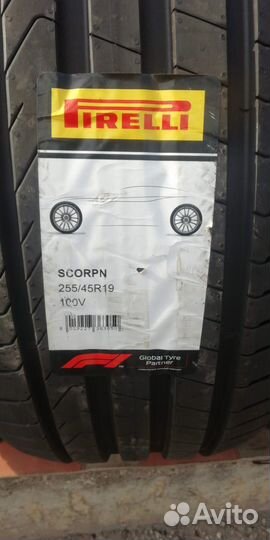 PIRELLI
SCORPN
255/45R19
100V
F1
Global Tyre
Partner
Avito